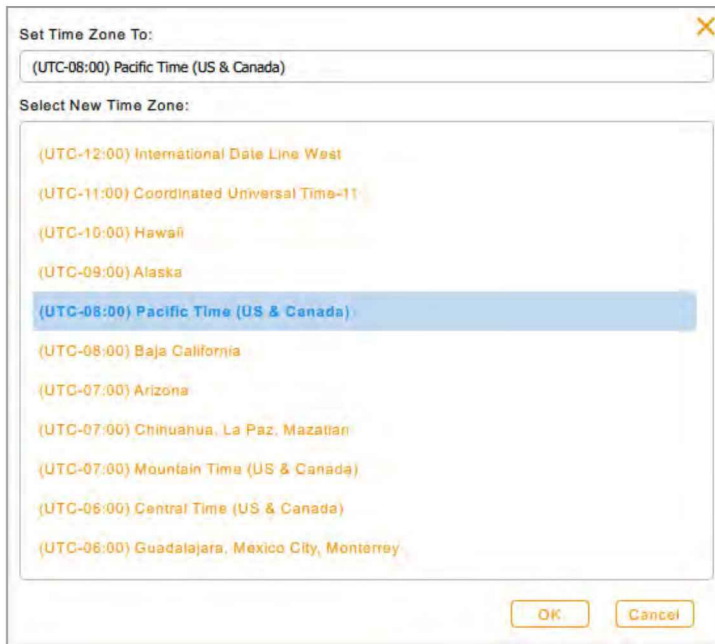 Set Time Zone To:
(UTC-08:00) Pacific Time (US & Canada)
Select New Time Zone:
(UTC-12:00) International Date Line West
(UTC-11:00) Coordinated Universal Time-11
(UTC-10:00) Hawaii
(UTC-09:00) Alaska
(UTC-08:00) Pacific Time (US & Canada)
(UTC-08:00) Baja California
(UTC-07:00) Arizona
(UTC-07:00) Chihuahua, La Paz, Mazatlan
(UTC-07:00) Mountain Time (US & Canada)
(UTC-06:00) Central Time (US & Canada)
(UTC-06:00) Guadalajara, Mexico City, Monterrey
OK Cancel